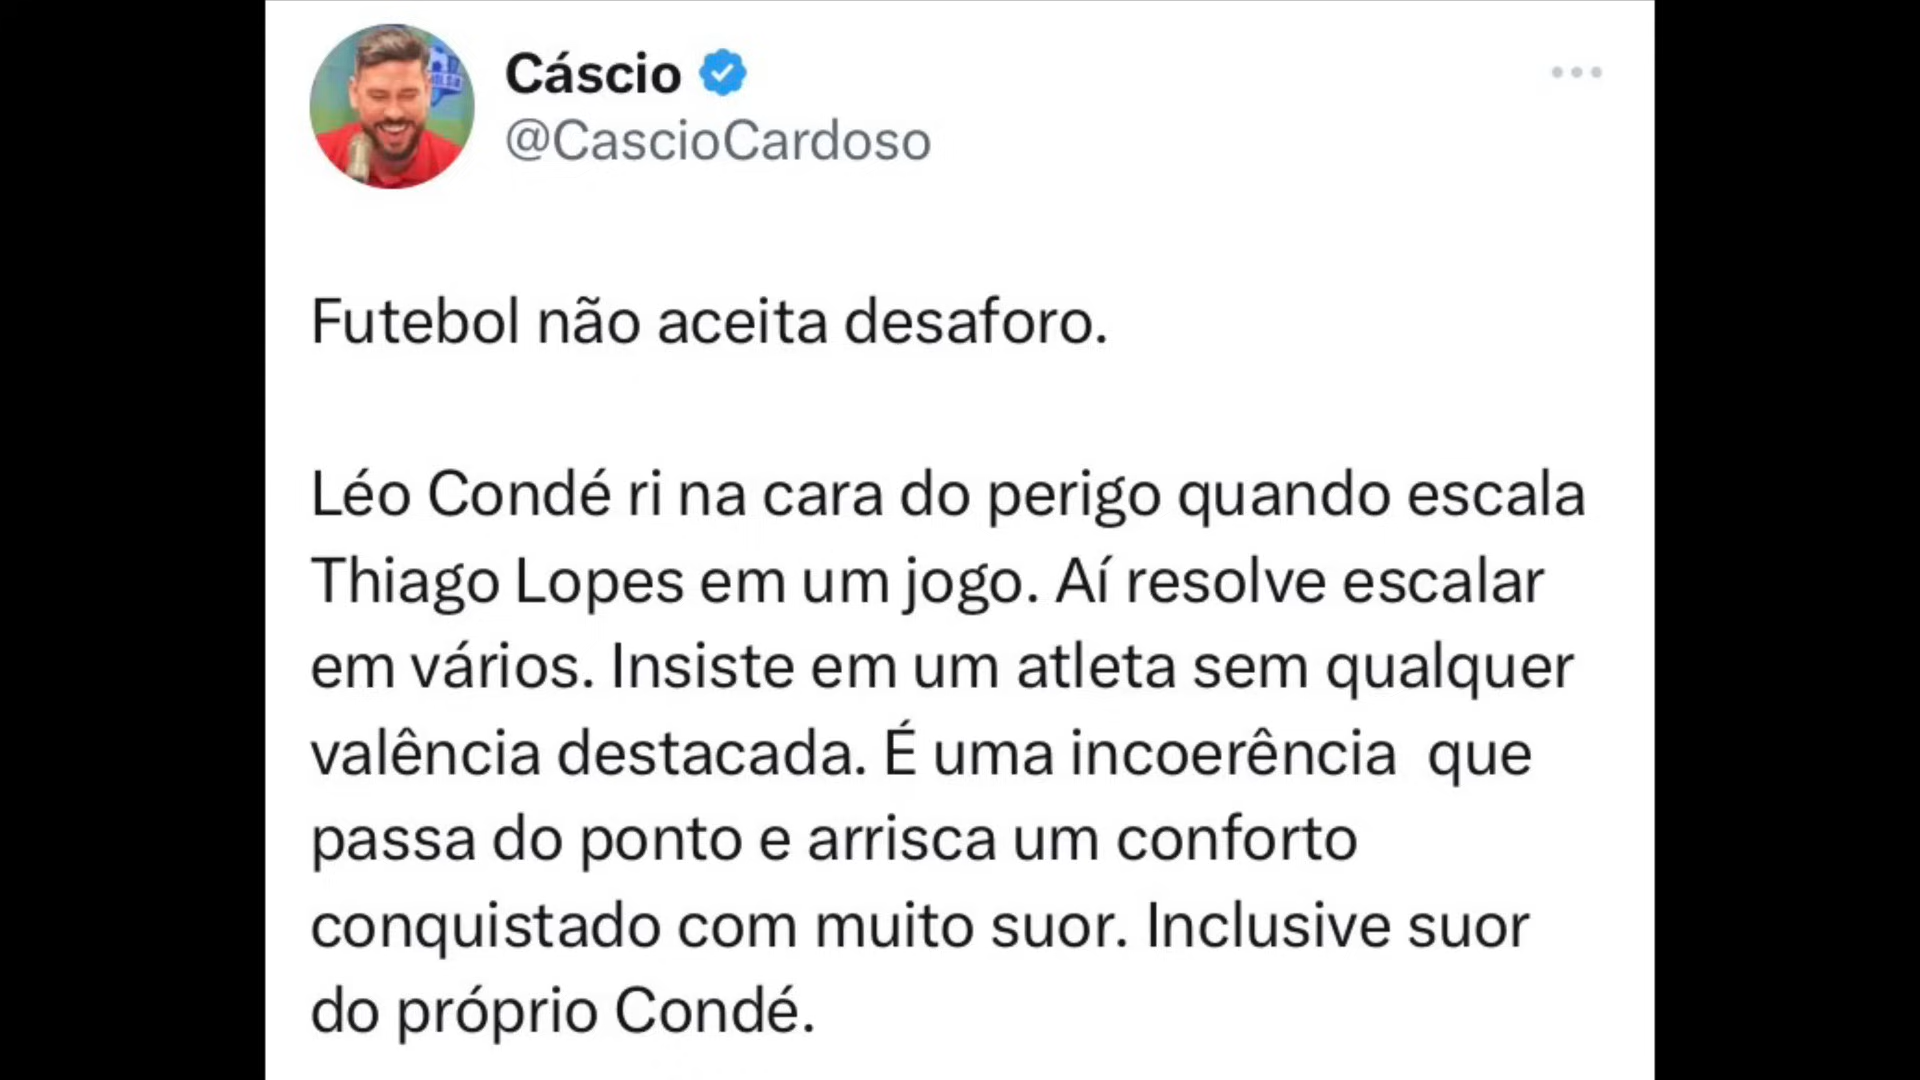 Cáscio
@CascioCardoso
Futebol não aceita desaforo.
Léo Condé ri na cara do perigo quando escala
Thiago Lopes em um jogo. Aí resolve escalar
em vários. Insiste em um atleta sem qualquer
valência destacada. É uma incoerência  que
passa do ponto e arrisca um conforto
conquistado com muito suor. Inclusive suor
do próprio Condé.